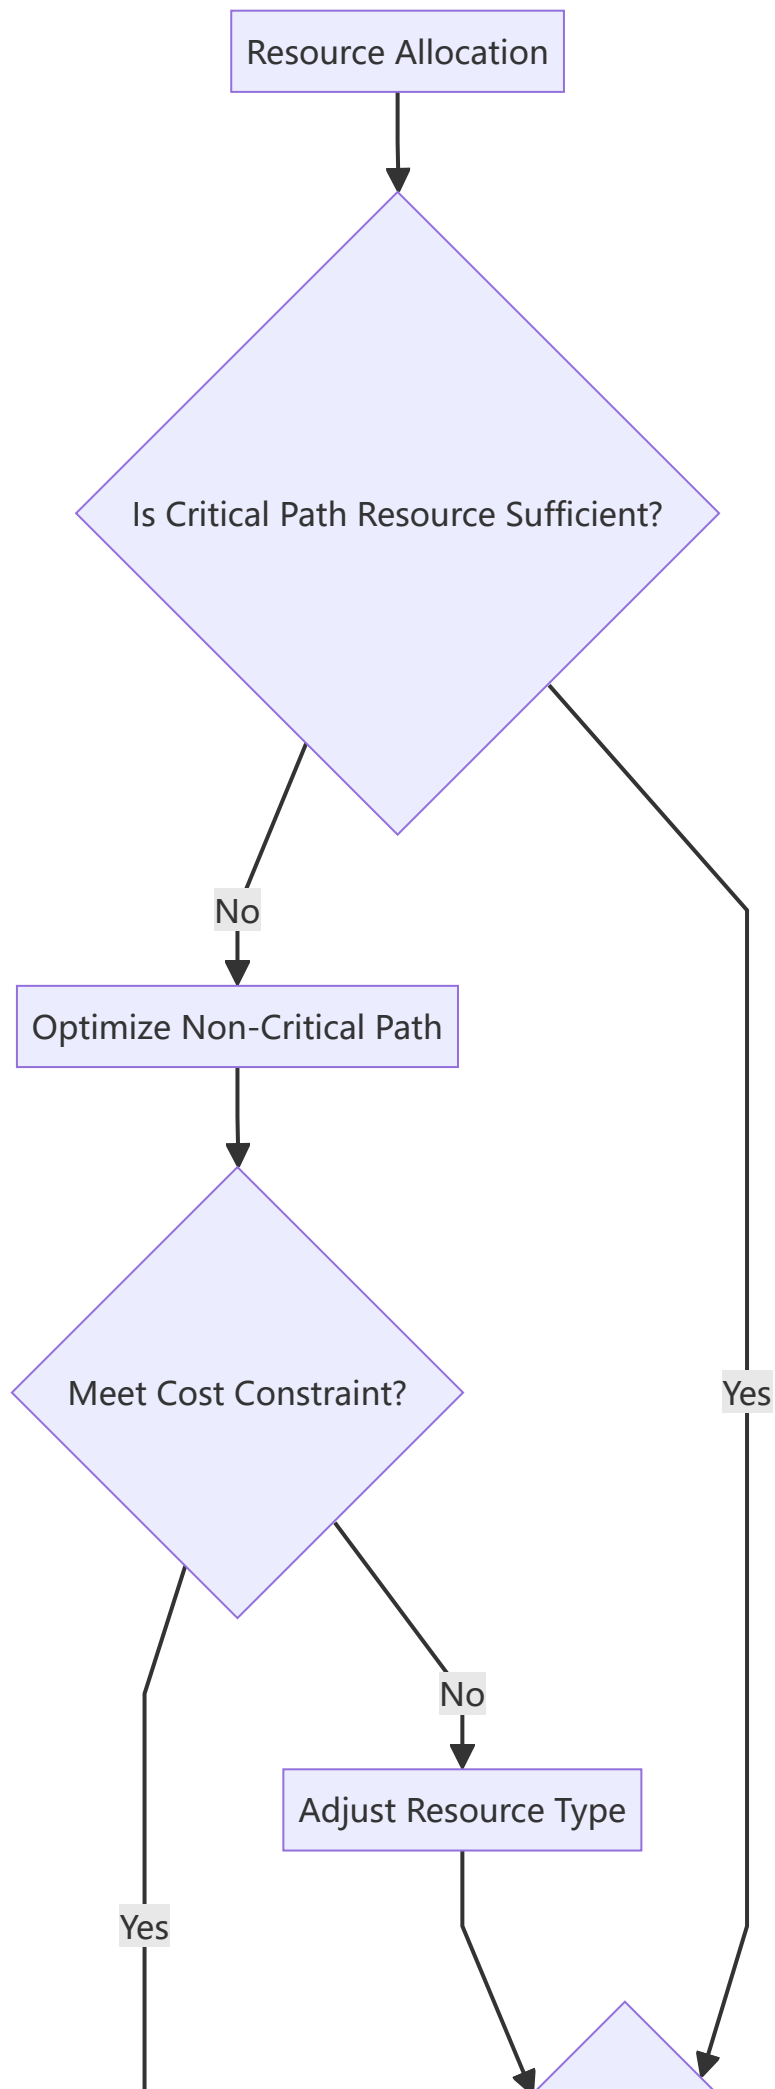 Resource Allocation
Is Critical Path Resource Sufficient?
No
Optimize Non-Critical Path
Meet Cost Constraint?
Yes
No
Adjust Resource Type
Yes